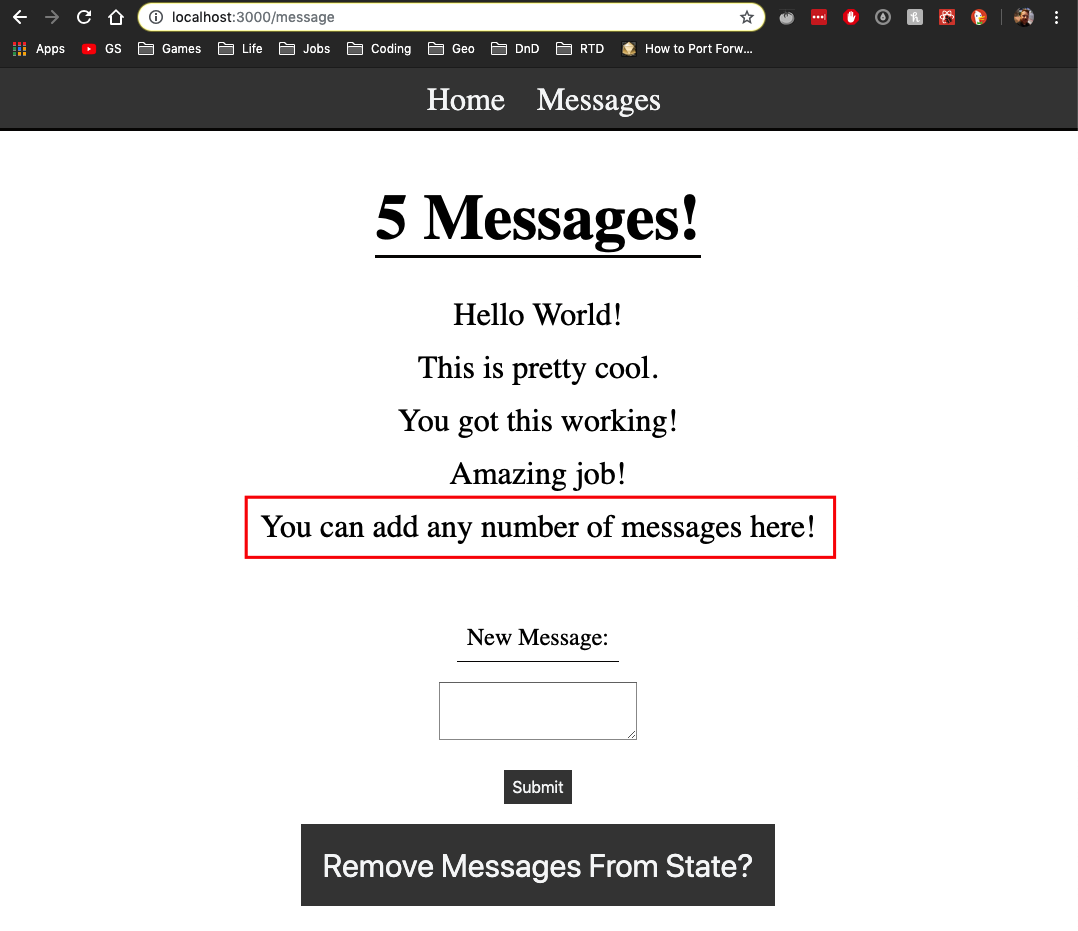 localhost:3000/message
Apps GS Games Life Jobs Coding Geo DnD RTD How to Port Forw...
Home Messages
5 Messages!
Hello World!
This is pretty cool.
You got this working!
Amazing job!
You can add any number of messages here!
New Message:
Submit
Remove Messages From State?